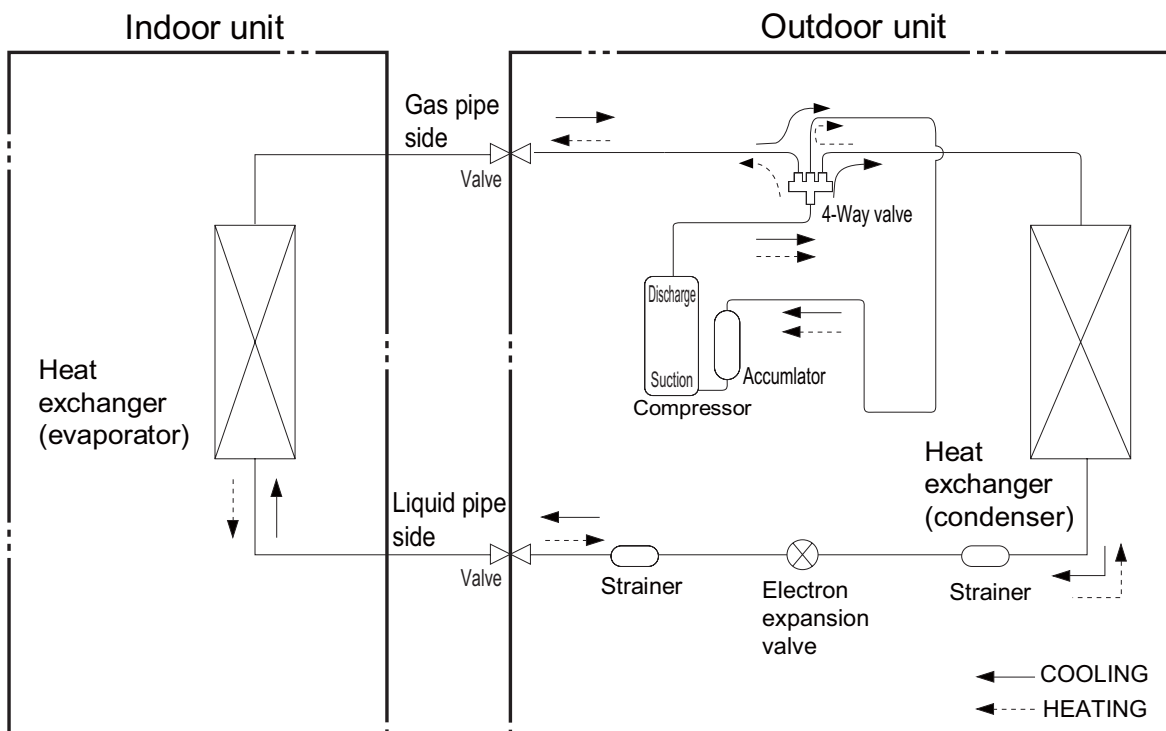 Indoor unit
Outdoor unit
Gas pipe
side
Valve
4-Way valve
Discharge
Suction
Compressor
Accumlator
Heat
exchanger
(evaporator)
Heat
exchanger
(condenser)
Liquid pipe
side
Valve
Strainer
Electron
expansion
valve
Strainer
COOLING
HEATING